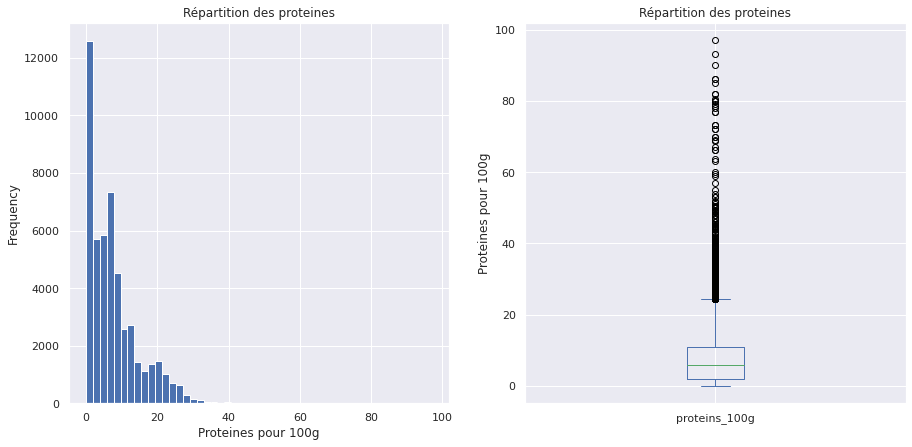 Répartition des proteines
Frequency
12000
10000
8000
6000
4000
2000
0
0 20 40 60 80 100
Proteines pour 100g
Répartition des proteines
Proteines pour 100g
100
80
60
40
20
0
proteins_100g